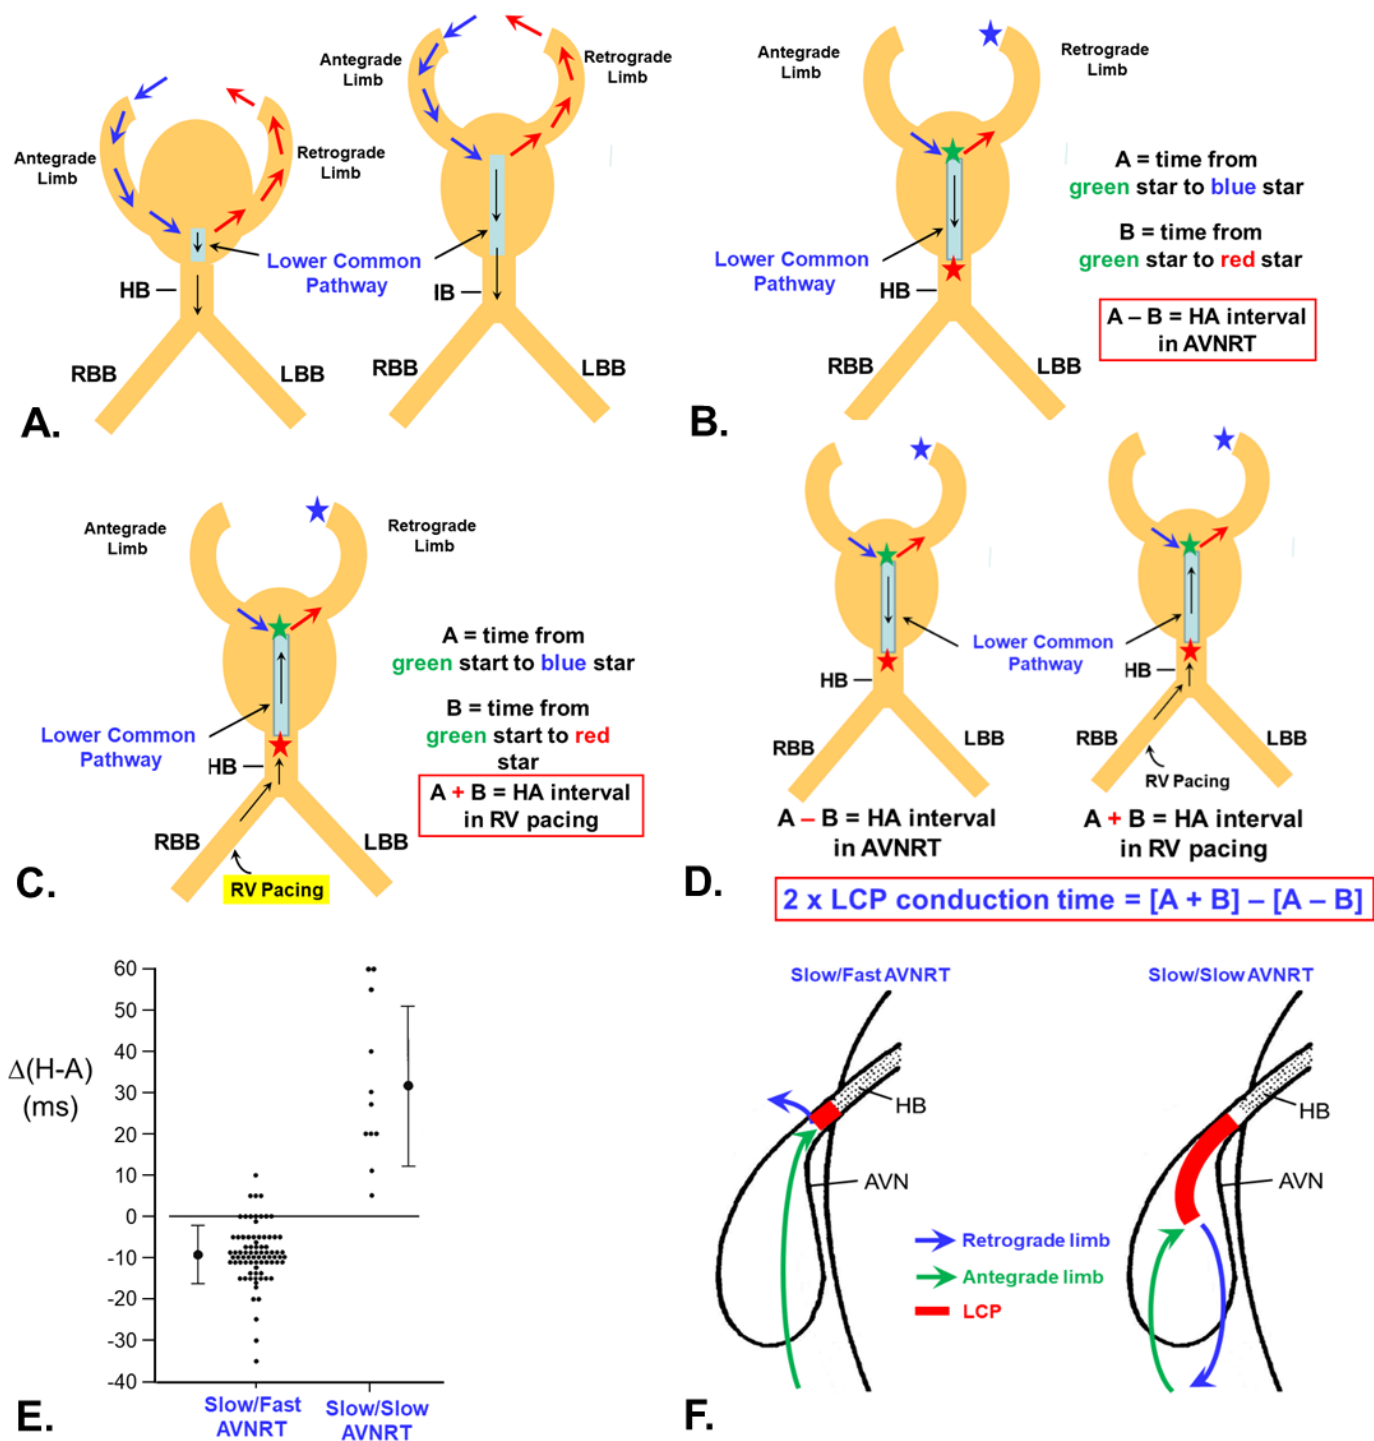 Antegrade
Limb
Retrograde
Limb
Antegrade
Limb
Retrograde
Limb
Lower Common
Pathway
HB
IB
RBB
LBB
RBB
LBB
A.
Antegrade
Limb
Retrograde
Limb
A = time from
green star to blue star
B = time from
green star to red star
Lower Common
Pathway
HB
A – B = HA interval
in AVNRT
RBB
LBB
B.
Antegrade
Limb
Retrograde
Limb
A = time from
green start to blue star
B = time from
green start to red
star
Lower Common
Pathway
HB
A + B = HA interval
in RV pacing
RBB
LBB
RV Pacing
C.
Lower Common
Pathway
HB
HB
RBB
LBB
RBB
LBB
RV Pacing
A – B = HA interval
in AVNRT
A + B = HA interval
in RV pacing
D.
2 x LCP conduction time = [A + B] – [A – B]
Δ(H-A)
(ms)
60
50
40
30
20
10
0
-10
-20
-30
-40
Slow/Fast
AVNRT
Slow/Slow
AVNRT
E.
Slow/Fast AVNRT
Slow/Slow AVNRT
HB
HB
AVN
AVN
Retrograde limb
Antegrade limb
LCP
F.